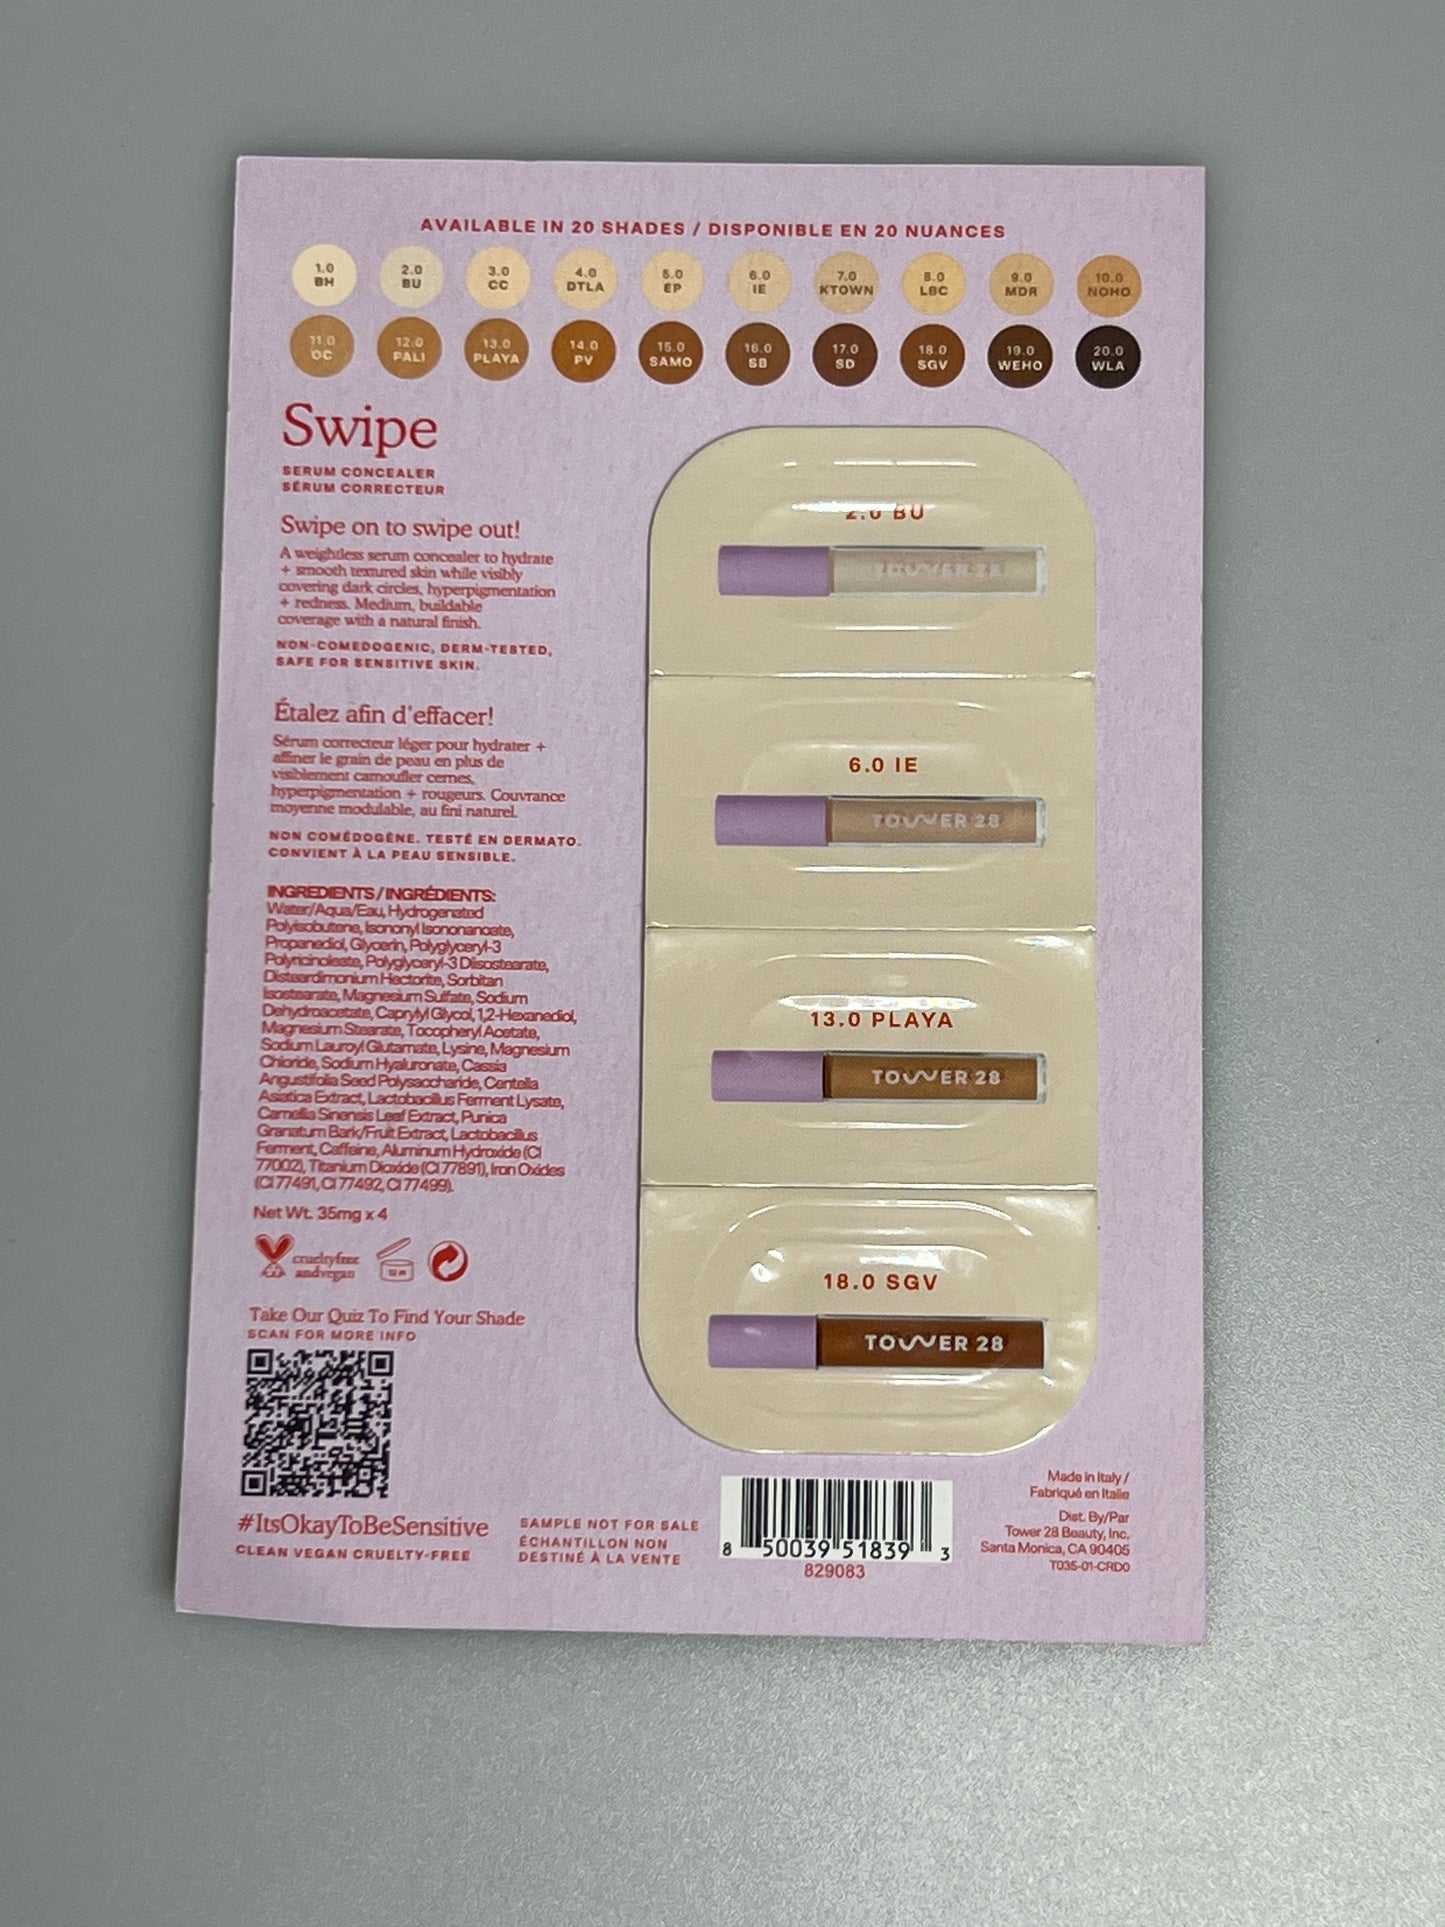 AVAILABLE IN 20 SHADES / DISPONIBLE EN 20 NUANCES
1.0 2.0 3.0 4.0 5.0 6.0 7.0 8.0 9.0 10.0
BH BU CC DTLA EP IE KTOWN LBC MDR NOHO
11.0 12.0 13.0 14.0 15.0 16.0 17.0 18.0 19.0 20.0
OC PALI PLAYA PV SAMO SB SD SGV WEHO WLA
Swipe
SERUM CONCEALER
SÉRUM CORRECTEUR
Swipe on to swipe out!
A weightless serum concealer to hydrate
+ smooth textured skin while visibly
covering dark circles, hyperpigmentation
+ redness. Medium, buildable
coverage with a natural finish.
NON-COMEDOGENIC, DERM-TESTED,
SAFE FOR SENSITIVE SKIN.
Étalez afin d'effacer!
Sérum correcteur léger pour hydrater +
affiner le grain de peau en plus de
visiblement camoufler cernes,
hyperpigmentation + rougeurs. Couvrance
moyenne modulable, au fini naturel.
NON COMÉDOGÈNE. TESTÉ EN DERMATO.
CONVIENT À LA PEAU SENSIBLE.
INGREDIENTS / INGRÉDIENTS:
Water/Aqua/Eau, Hydrogenated
Polyisobutene, Isononyl Isononanoate,
Propanediol, Glycerin, Polyglyceryl-3
Polyricinoleate, Polyglyceryl-3 Diisostearate,
Disteardimonium Hectorite, Sorbitan
Isostearate, Magnesium Sulfate, Sodium
Dehydroacetate, Caprylyl Glycol, 1,2-Hexanediol,
Magnesium Stearate, Tocopheryl Acetate,
Sodium Lauroyl Glutamate, Lysine, Magnesium
Chloride, Sodium Hyaluronate, Cassia
Angustifolia Seed Polysaccharide, Centella
Asiatica Extract, Lactobacillus Ferment Lysate,
Camellia Sinensis Leaf Extract, Punica
Granatum Bark/Fruit Extract, Lactobacillus
Ferment, Caffeine, Aluminum Hydroxide (CI
77002), Titanium Dioxide (CI 77891), Iron Oxides
(CI 77491, CI 77492, CI 77499).
Net Wt. 35mg x 4
crueltyfree
andvegan
Take Our Quiz To Find Your Shade
SCAN FOR MORE INFO
#ItsOkayToBeSensitive
CLEAN VEGAN CRUELTY-FREE
2.0 BU
TOWER 28
6.0 IE
TOWER 28
13.0 PLAYA
TOWER 28
18.0 SGV
TOWER 28
SAMPLE NOT FOR SALE
ÉCHANTILLON NON
DESTINÉ À LA VENTE
8 50039 51839 3
829083
Made in Italy /
Fabriqué en Italie
Dist. By/Par
Tower 28 Beauty, Inc.
Santa Monica, CA 90405
T035-01-CRD0